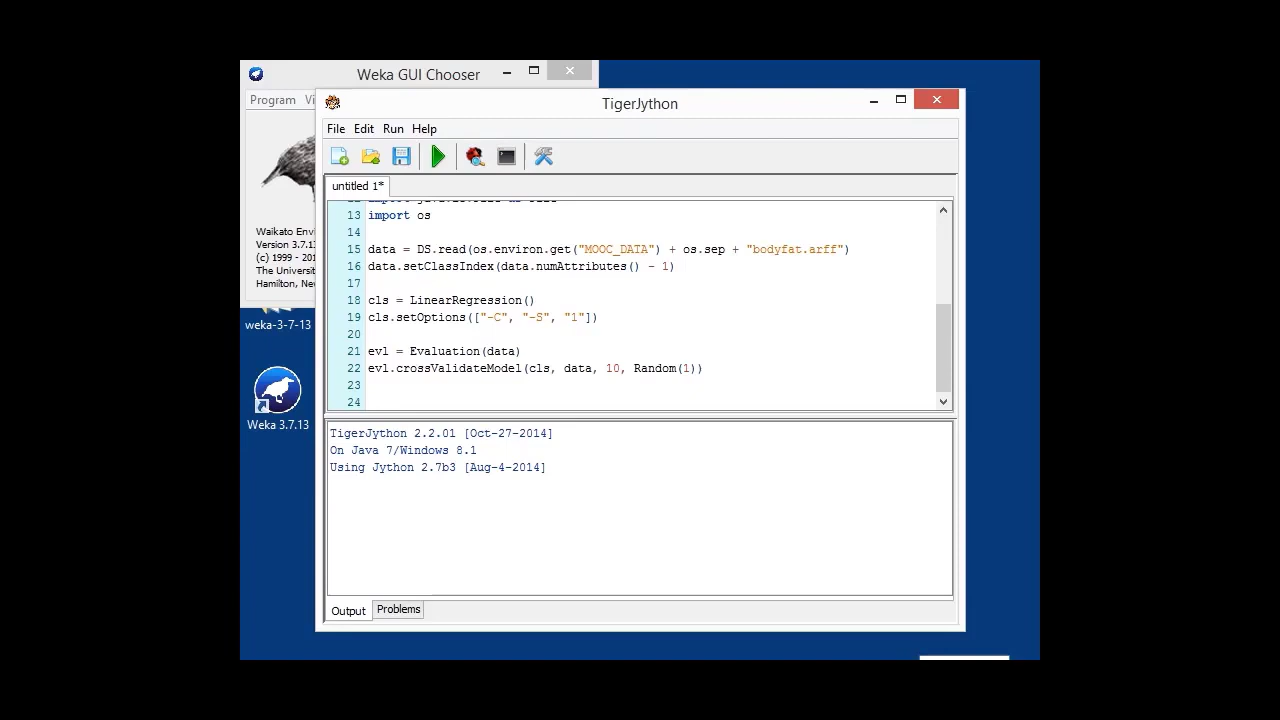 Weka GUI Chooser
Program
TigerJython
File Edit Run Help
untitled 1*
Waikato Envi
Version 3.7.13
(c) 1999 - 201
The Universit
Hamilton, New
weka-3-7-13
Weka 3.7.13
13 import os
14
15 data = DS.read(os.environ.get("MOOC_DATA") + os.sep + "bodyfat.arff")
16 data.setClassIndex(data.numAttributes() - 1)
17
18 cls = LinearRegression()
19 cls.setOptions(["-C", "-S", "1"])
20
21 evl = Evaluation(data)
22 evl.crossValidateModel(cls, data, 10, Random(1))
23
24
TigerJython 2.2.01 [Oct-27-2014]
On Java 7/Windows 8.1
Using Jython 2.7b3 [Aug-4-2014]
Output Problems